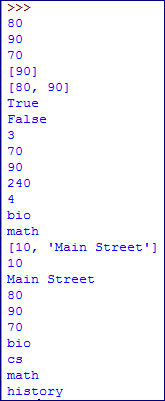 >>>
80
90
70
[90]
[80, 90]
True
False
3
70
90
240
4
bio
math
[10, 'Main Street']
10
Main Street
80
90
70
bio
cs
math
history